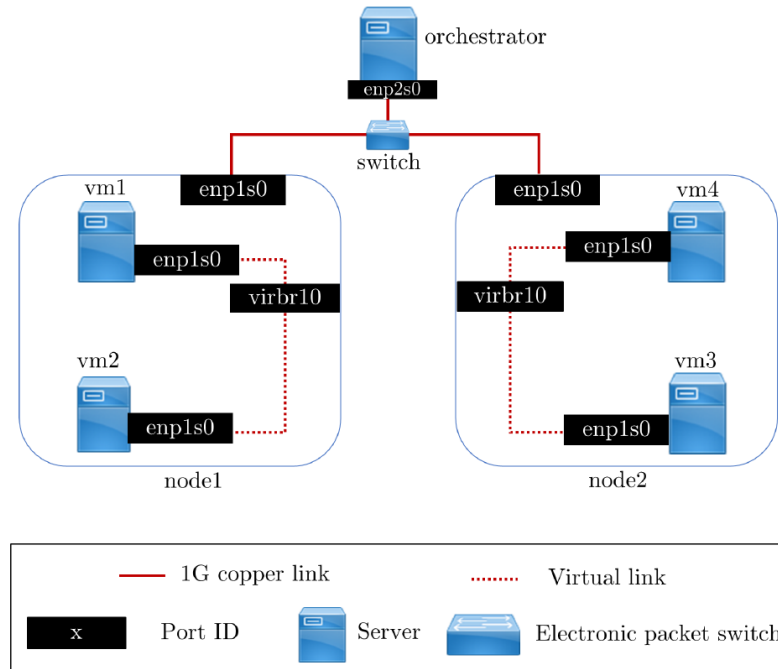 orchestrator
enp2s0
switch
enp1s0
enp1s0
vm1
vm4
enp1s0
enp1s0
virbr10
virbr10
vm2
vm3
enp1s0
enp1s0
node1
node2
1G copper link
Virtual link
x
Port ID
Server
Electronic packet switch